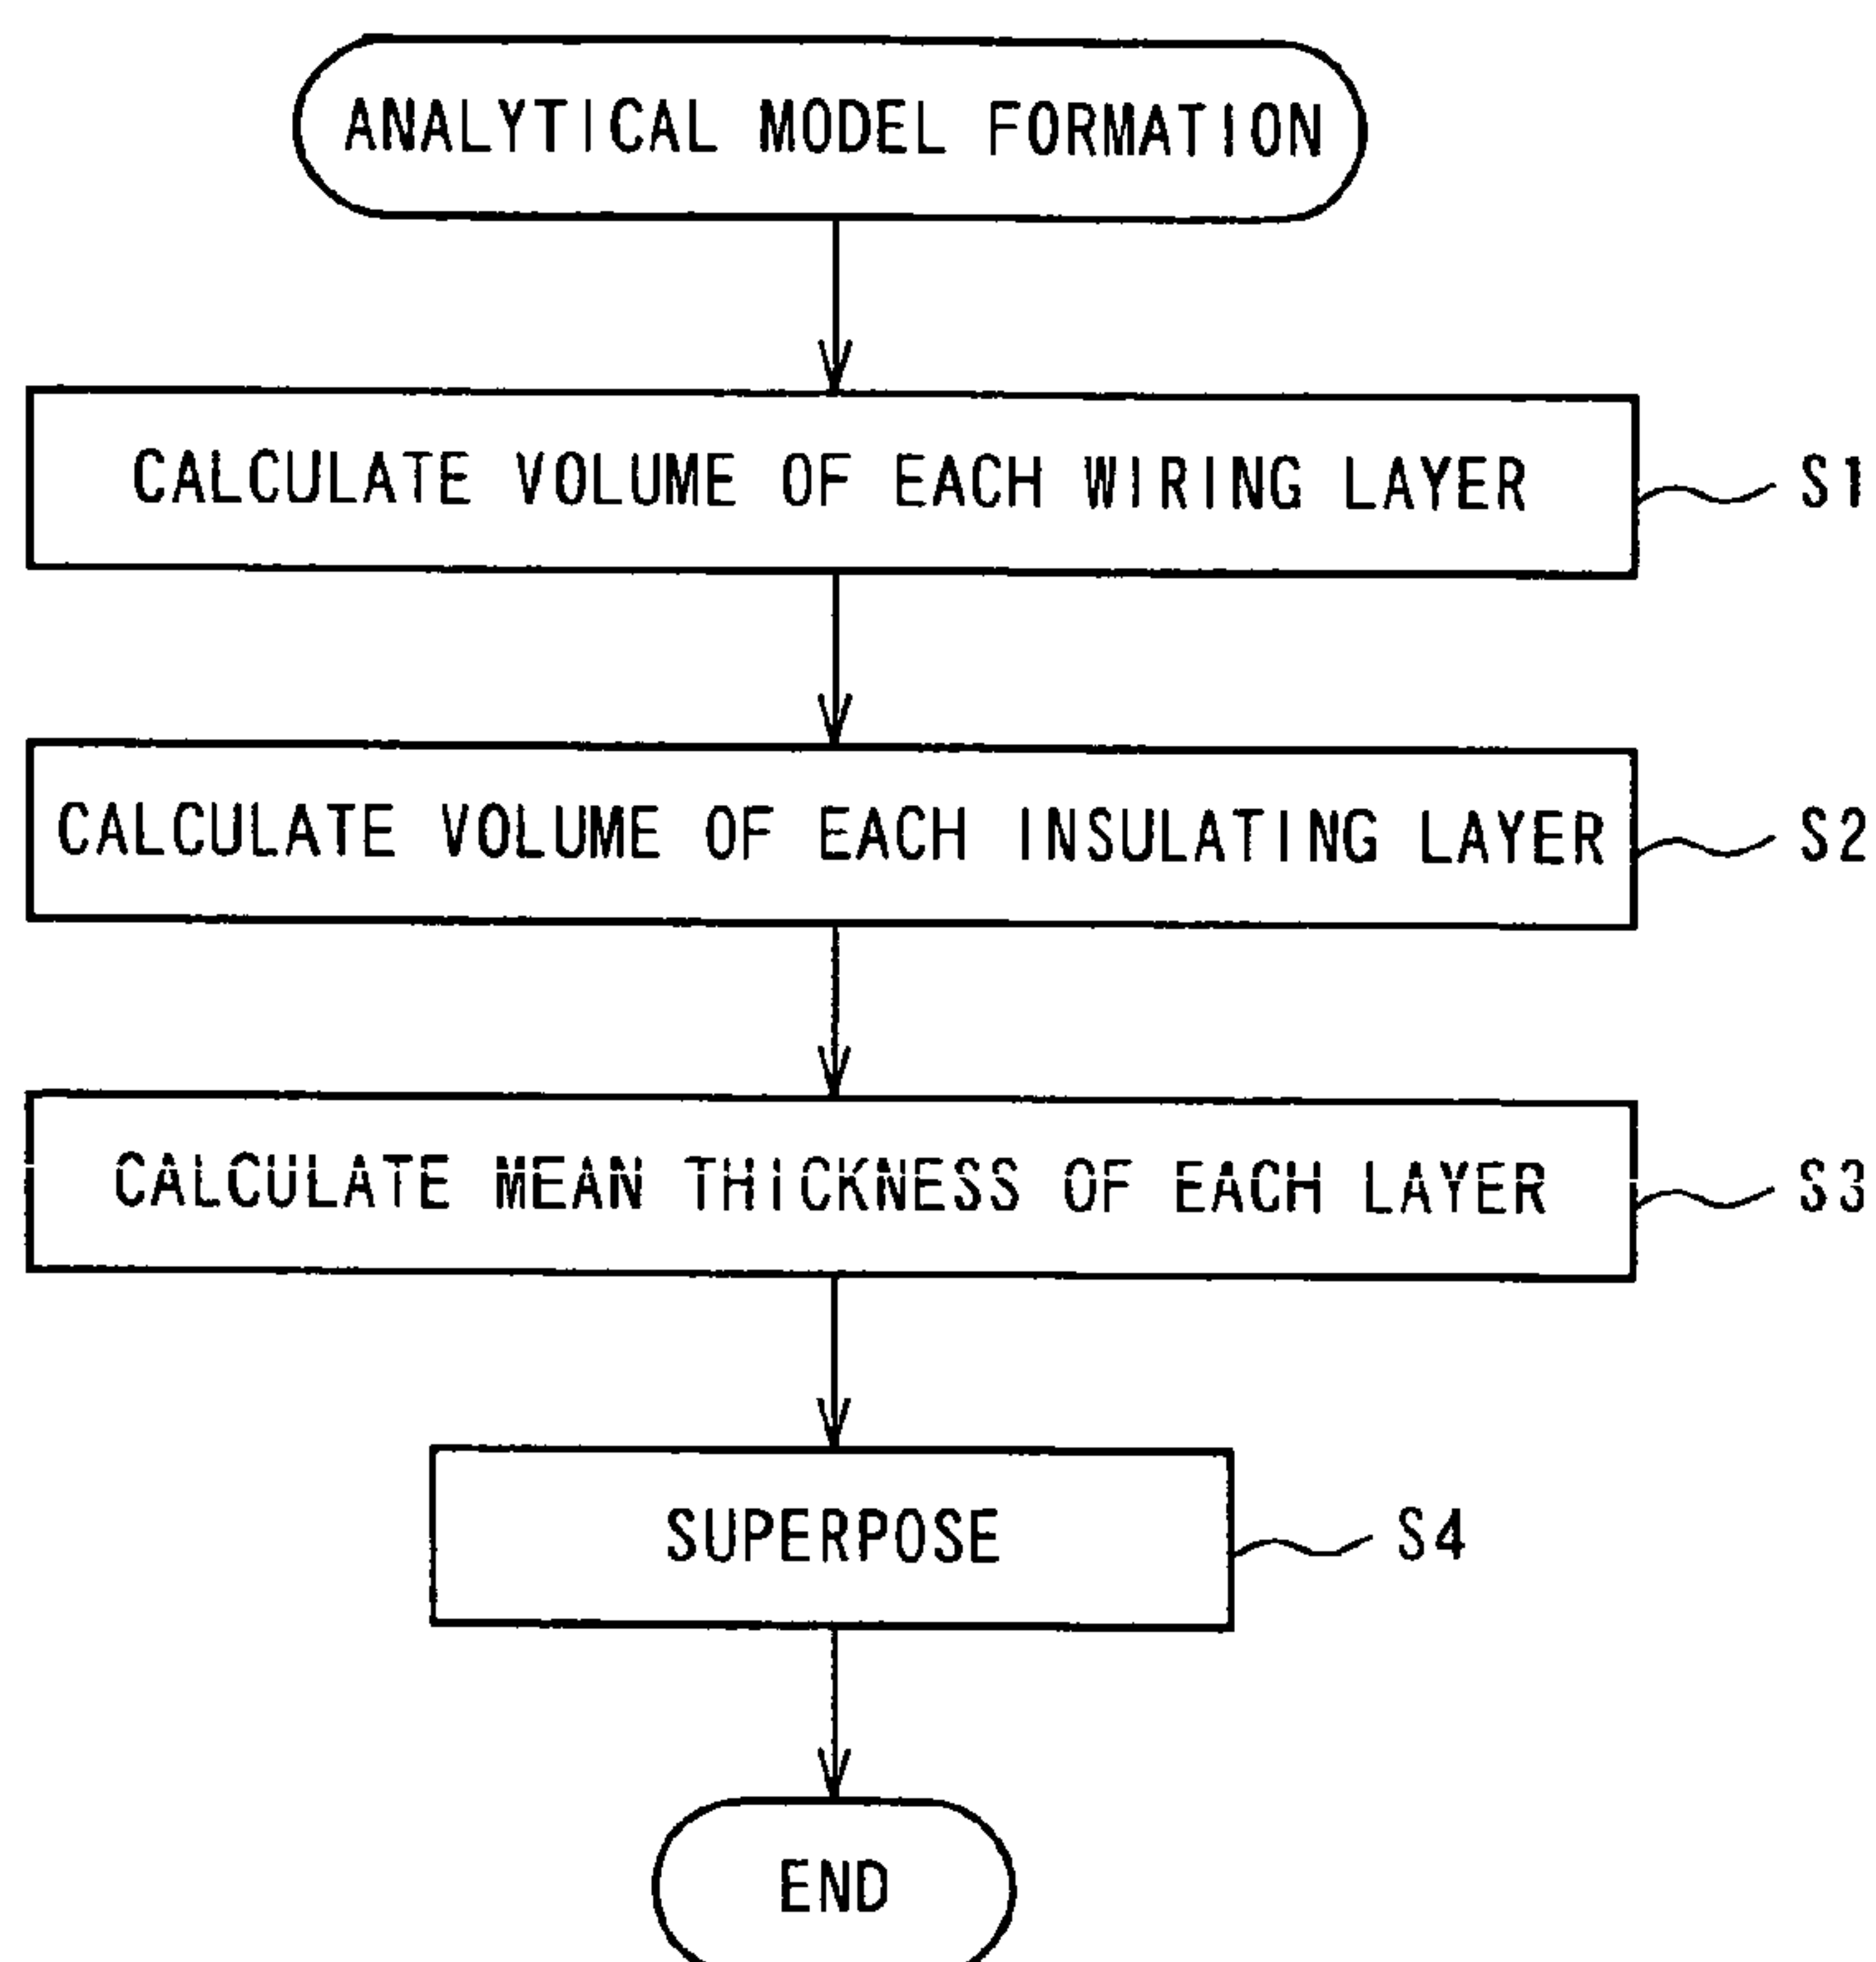 ANALYTICAL MODEL FORMATION
CALCULATE VOLUME OF EACH WIRING LAYER
S1
CALCULATE VOLUME OF EACH INSULATING LAYER
S2
CALCULATE MEAN THICKNESS OF EACH LAYER
S3
SUPERPOSE
S4
END